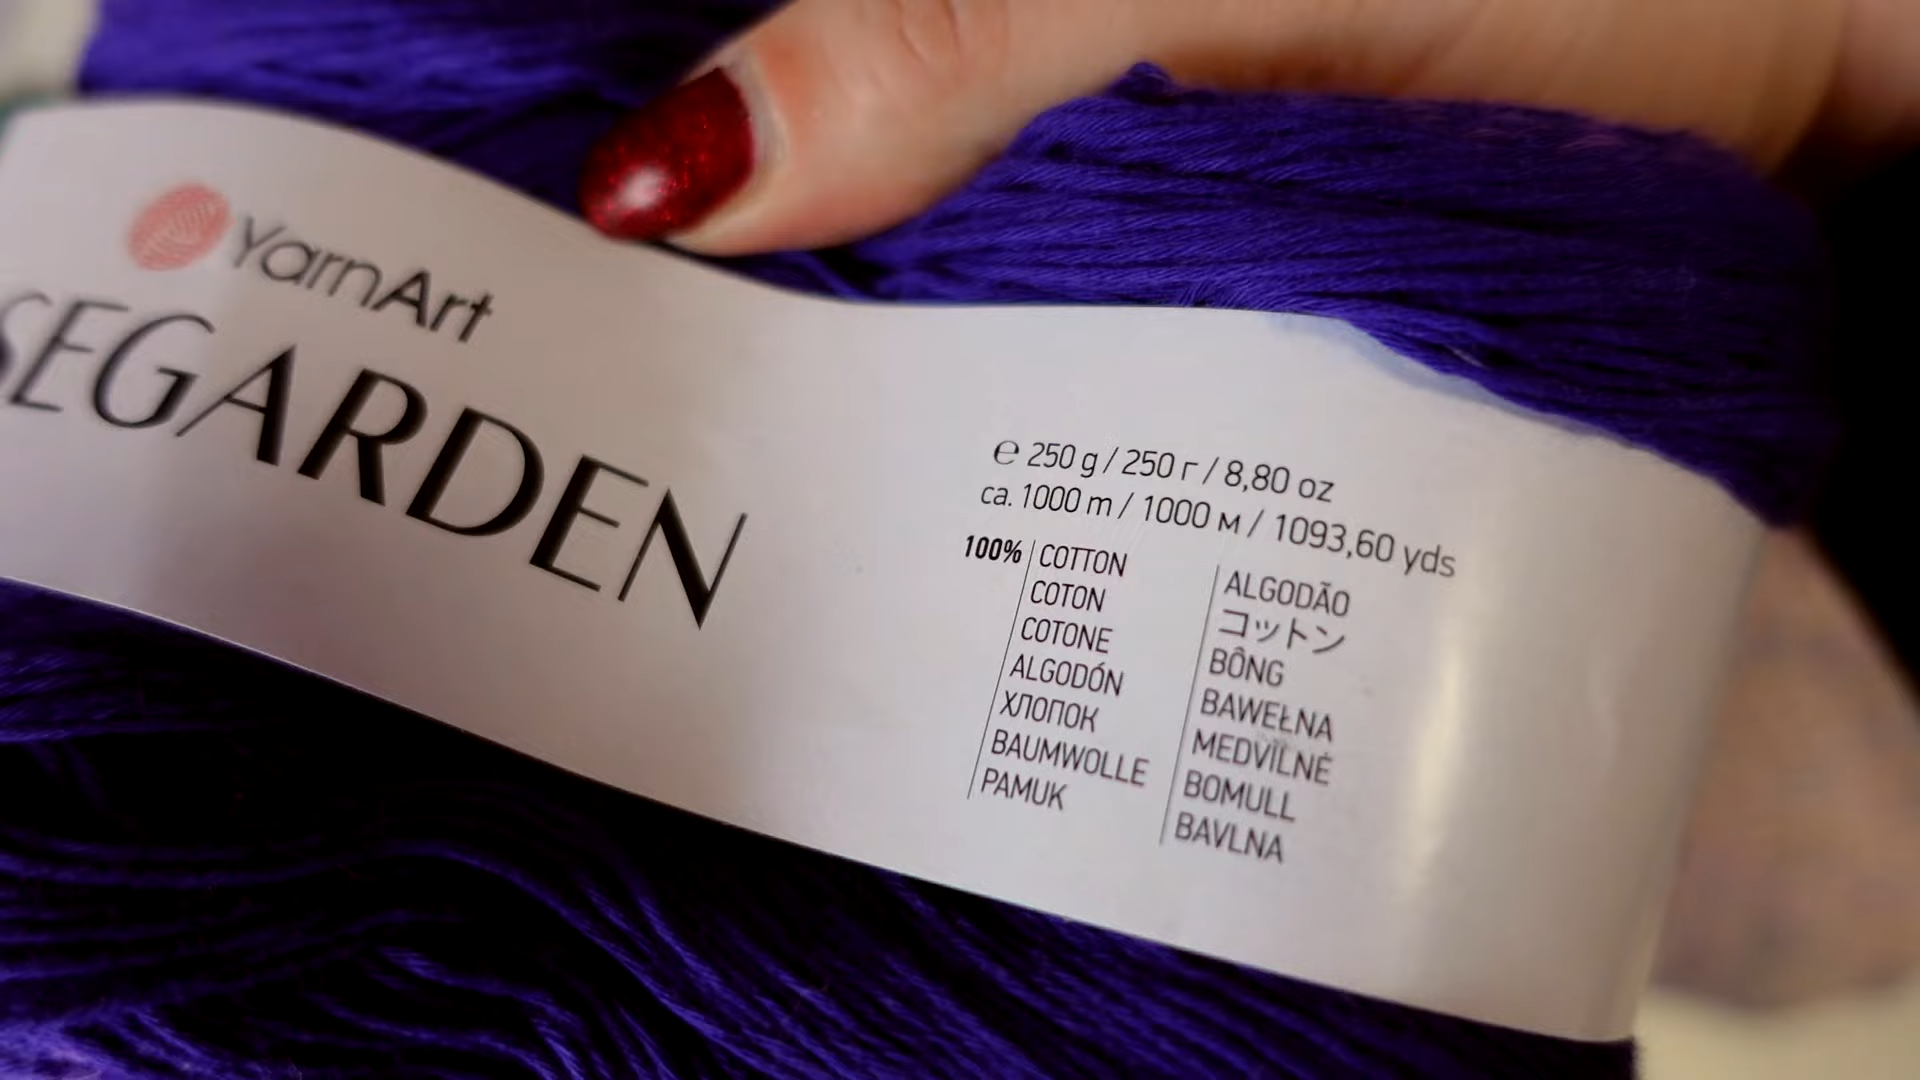 YarnArt
SEGARDEN
℮ 250 g / 250 г / 8,80 oz
ca. 1000 m / 1000 м / 1093,60 yds
100%
COTTON
COTON
COTONE
ALGODÓN
ХЛОПОК
BAUMWOLLE
PAMUK
ALGODÃO
コットン
BÔNG
BAWEŁNA
MEDVILNĖ
BOMULL
BAVLNA